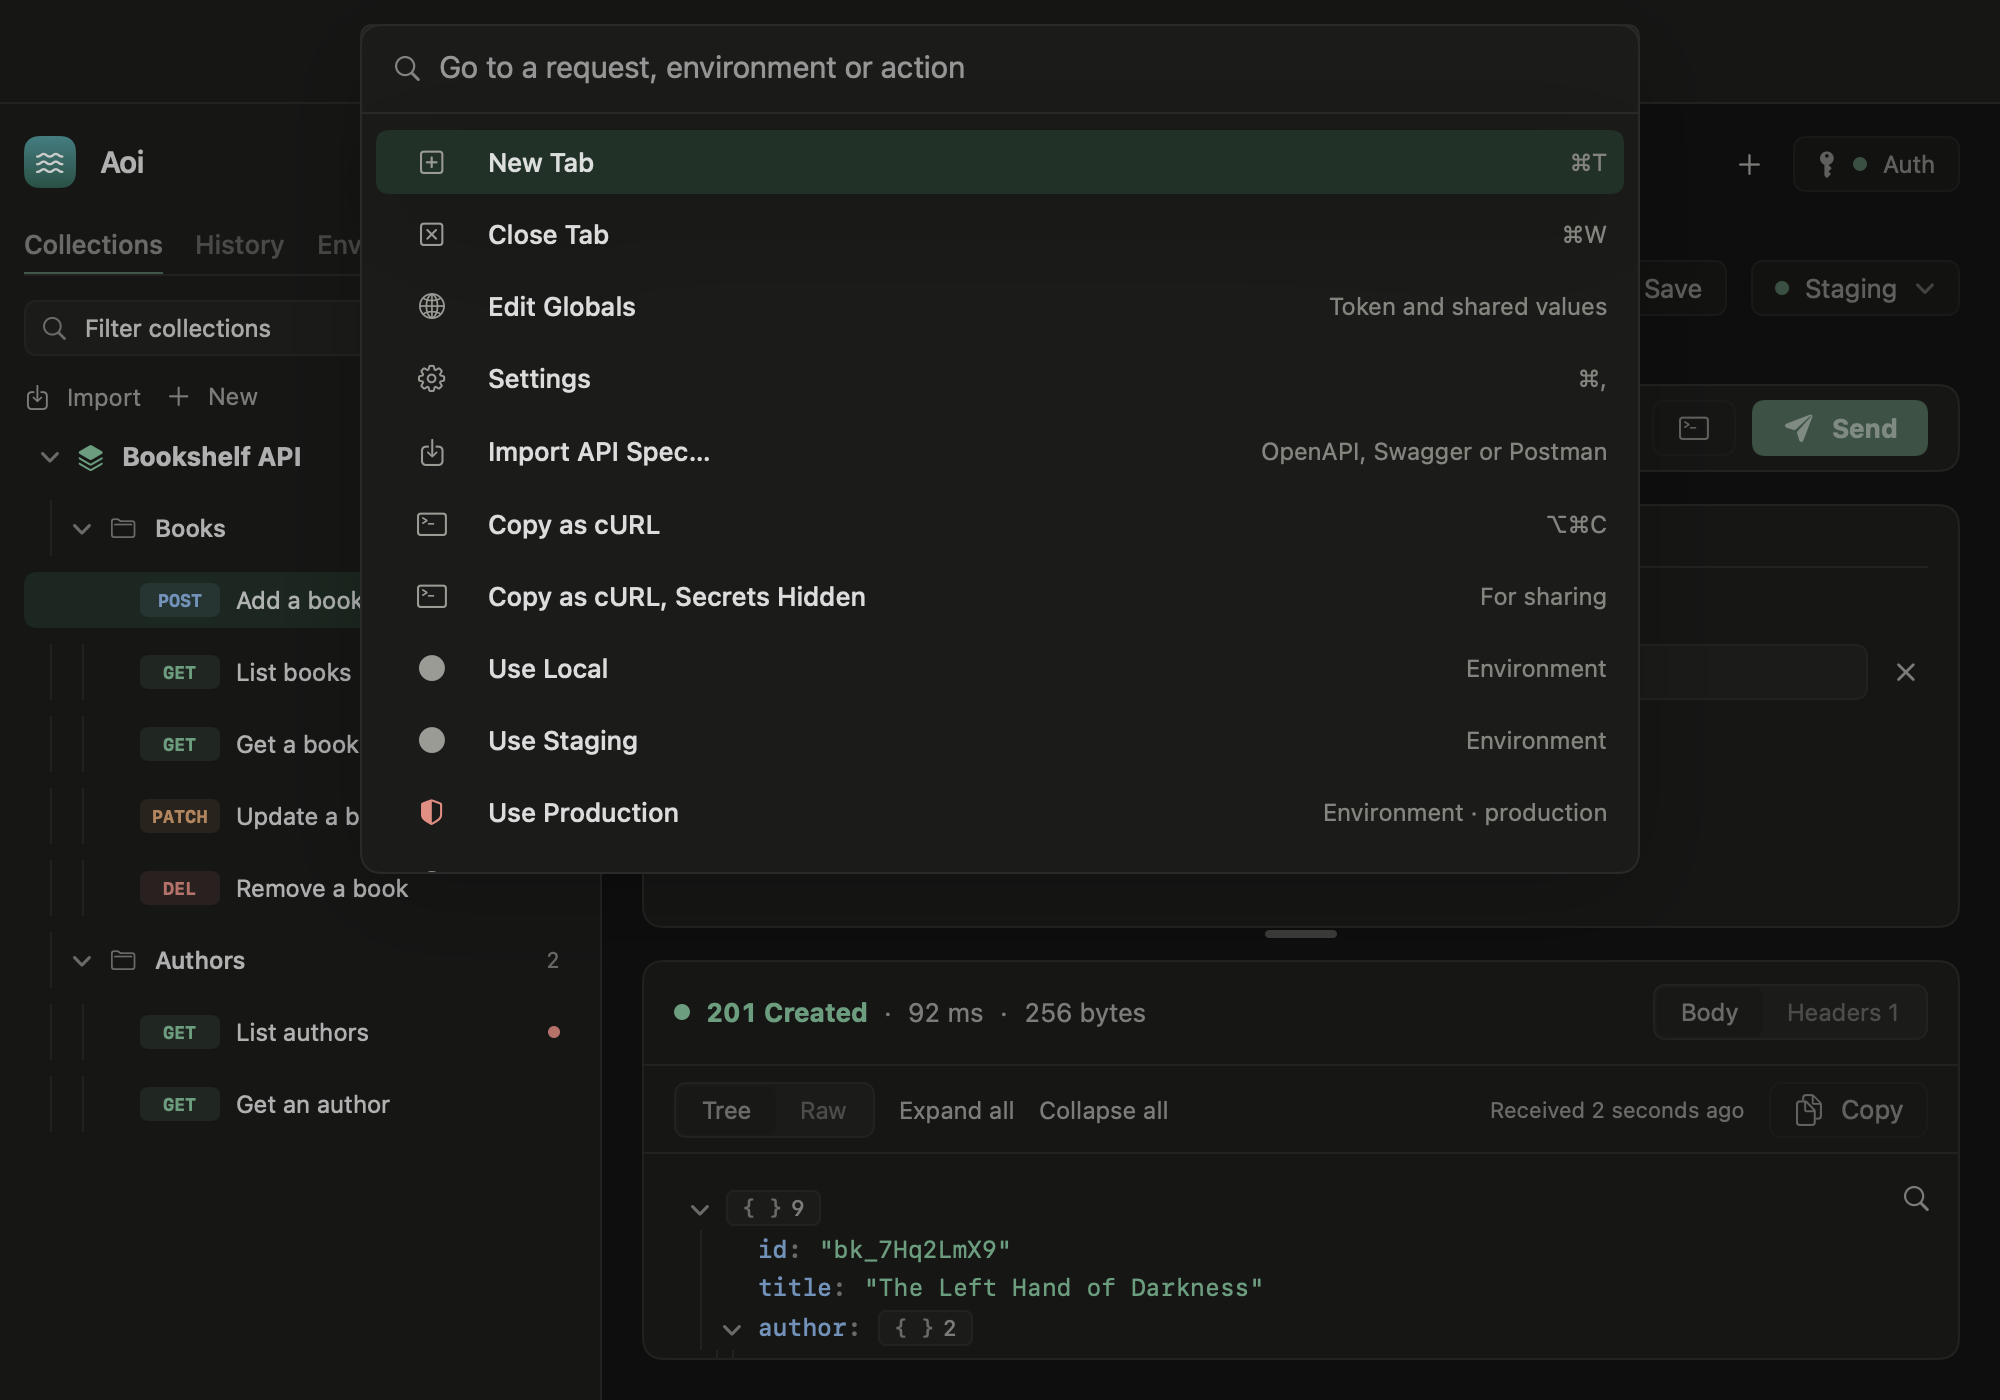 Go to a request, environment or action
New Tab ⌘T
Close Tab ⌘W
Edit Globals Token and shared values
Settings ⌘,
Import API Spec... OpenAPI, Swagger or Postman
Copy as cURL ⌥⌘C
Copy as cURL, Secrets Hidden For sharing
Use Local Environment
Use Staging Environment
Use Production Environment · production
Aoi
Collections History Env
Filter collections
Import + New
Bookshelf API
Books
POST Add a book
GET List books
GET Get a book
PATCH Update a b
DEL Remove a book
Authors 2
GET List authors
GET Get an author
+ Auth
Save Staging
Send
201 Created · 92 ms · 256 bytes
Body Headers 1
Tree Raw Expand all Collapse all Received 2 seconds ago Copy
{ } 9
id: "bk_7Hq2LmX9"
title: "The Left Hand of Darkness"
author: { } 2